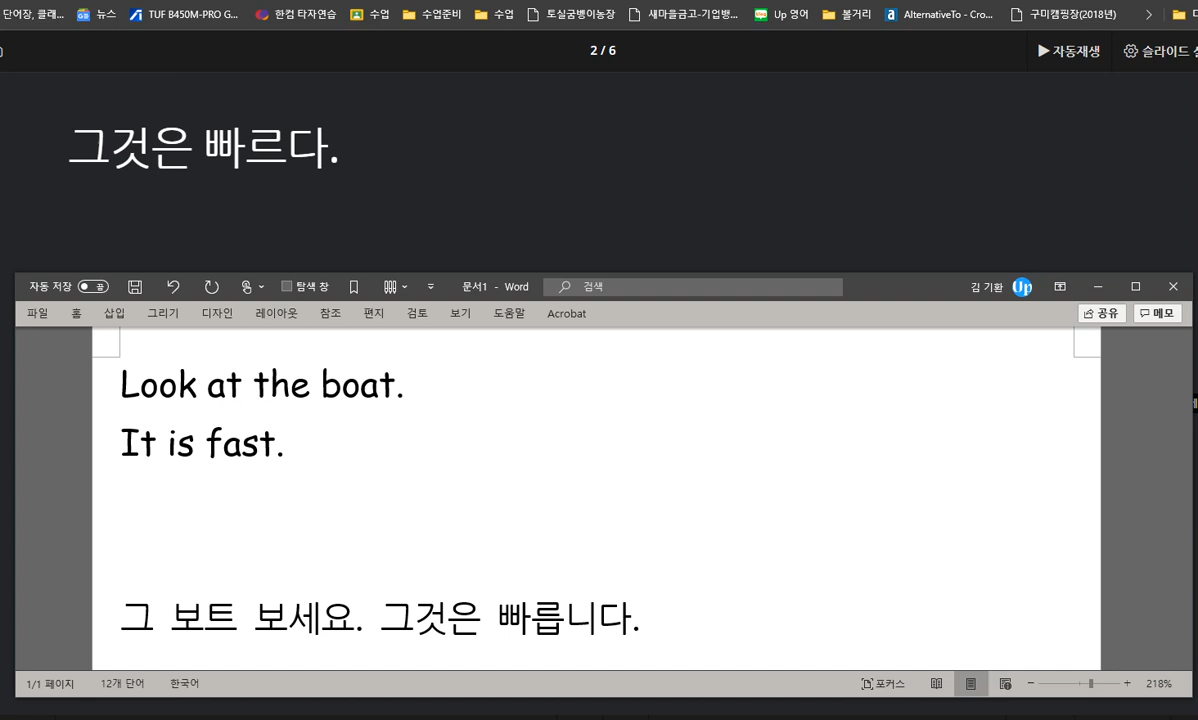 단어장, 클래... 뉴스 TUF B450M-PRO G... 한컴 타자연습 수업 수업준비 수업 토실굼벵이농장 새마을금고-기업뱅... Up 영어 볼거리 AlternativeTo - Cro... 구미캠핑장(2018년)
2 / 6 자동재생 슬라이드
그것은 빠르다.
자동 저장 끔 탐색 창 문서1 - Word 검색 김 기환 Up
파일 홈 삽입 그리기 디자인 레이아웃 참조 편지 검토 보기 도움말 Acrobat 공유 메모
Look at the boat.
It is fast.
그 보트 보세요. 그것은 빠릅니다.
1/1 페이지 12개 단어 한국어 포커스 218%